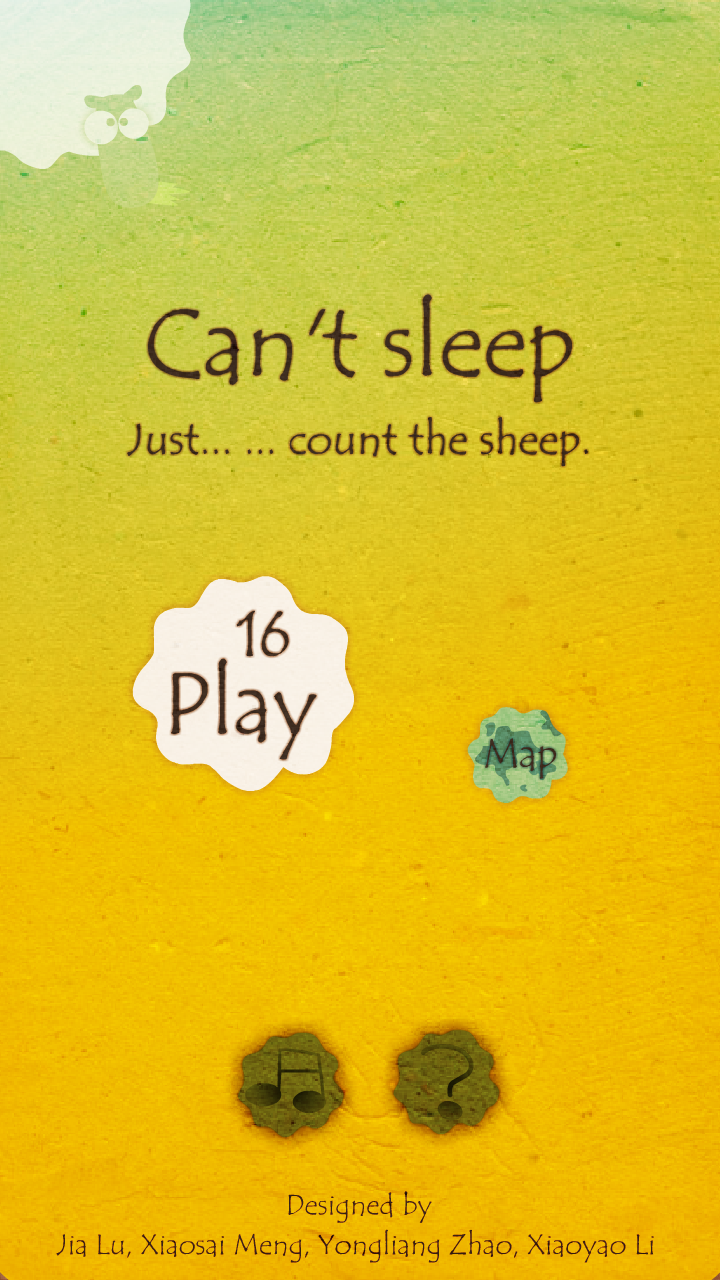 Can't sleep
Just... ... count the sheep.
16
Play
Map
?
Designed by
Jia Lu, Xiaosai Meng, Yongliang Zhao, Xiaoyao Li